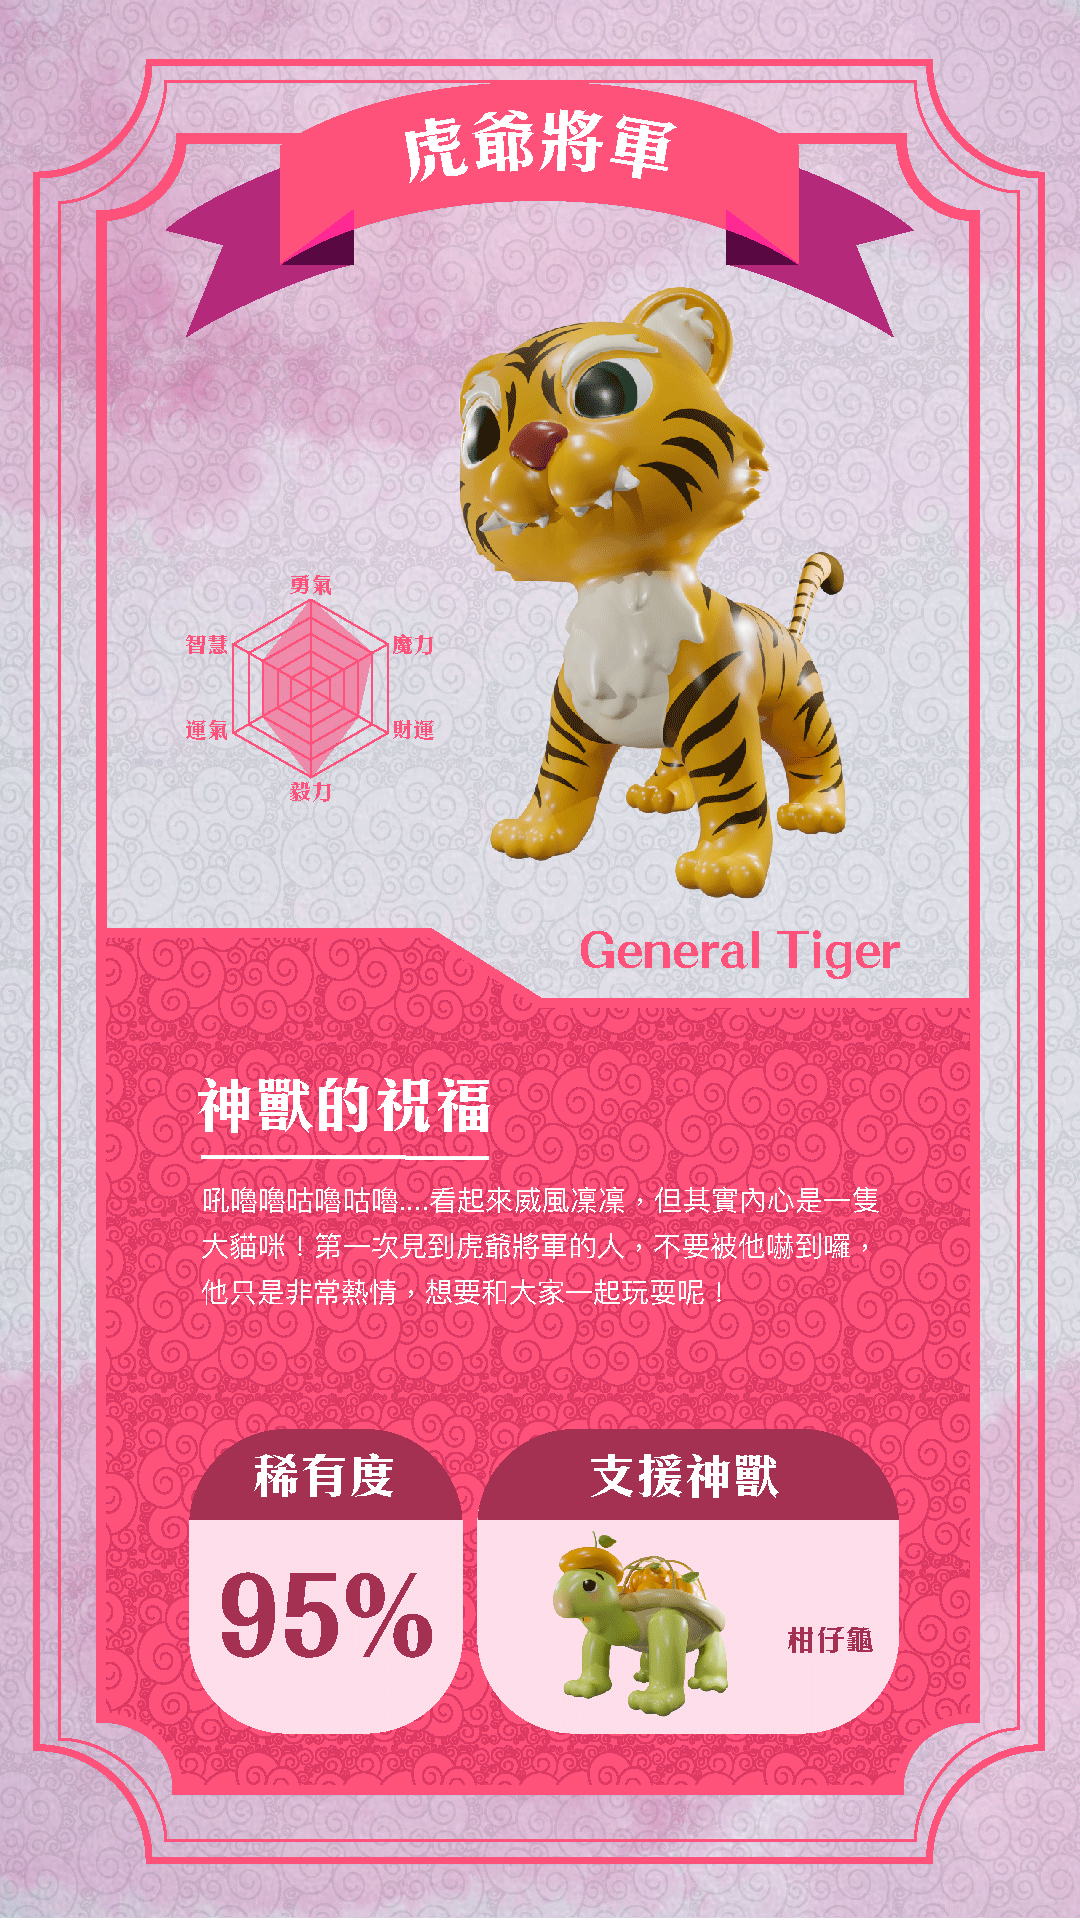 虎爺將軍
勇氣
智慧
魔力
運氣
財運
毅力
General Tiger
神獸的祝福
吼嚕嚕咕嚕咕嚕....看起來威風凜凜，但其實內心是一隻
大貓咪！第一次見到虎爺將軍的人，不要被他嚇到囉，
他只是非常熱情，想要和大家一起玩耍呢！
稀有度
支援神獸
95%
柑仔龜